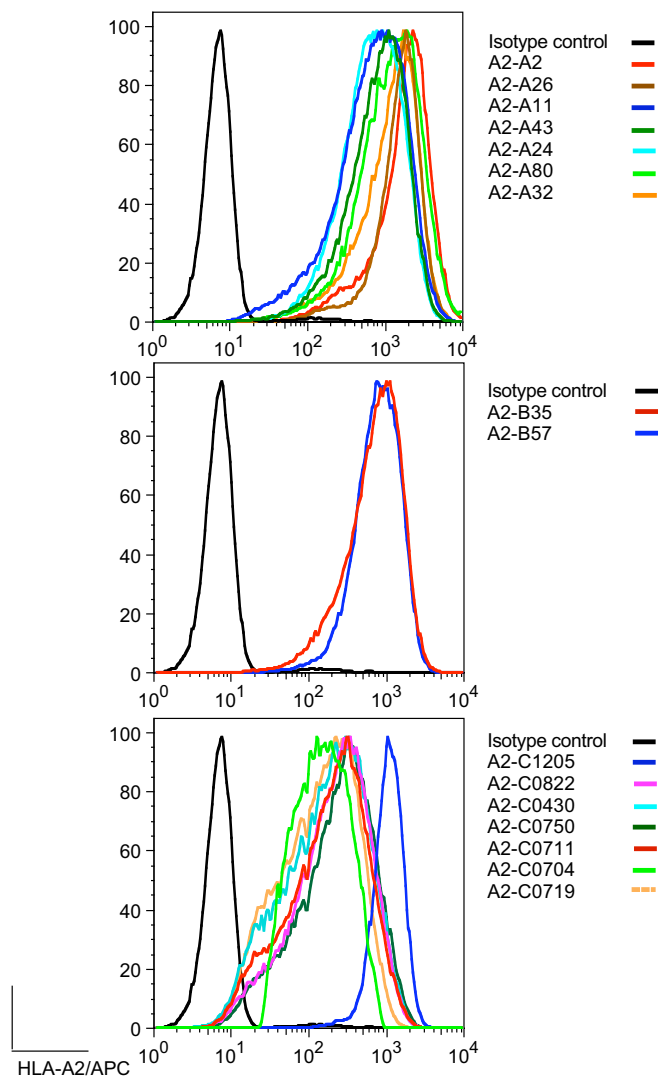 100
80
60
40
20
0
10^0 10^1 10^2 10^3 10^4
Isotype control
A2-A2
A2-A26
A2-A11
A2-A43
A2-A24
A2-A80
A2-A32
100
80
60
40
20
0
10^0 10^1 10^2 10^3 10^4
Isotype control
A2-B35
A2-B57
100
80
60
40
20
0
10^0 10^1 10^2 10^3 10^4
Isotype control
A2-C1205
A2-C0822
A2-C0430
A2-C0750
A2-C0711
A2-C0704
A2-C0719
HLA-A2/APC